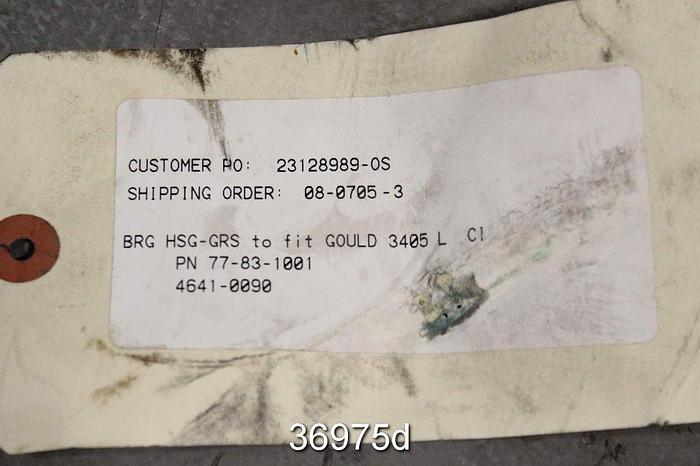 CUSTOMER PO: 23128989-OS
SHIPPING ORDER: 08-0705-3
BRG HSG-GRS to fit GOULD 3405 L CI
PN 77-83-1001
4641-0090
36975d